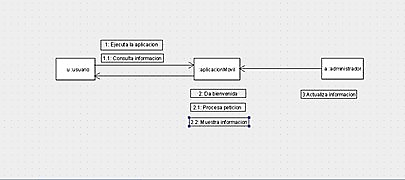 1: Ejecuta la aplicacion
1.1: Consulta informacion
u :usuario
:aplicacionMovil
a :administrador
2: Da bienvenida
2.1: Procesa peticion
2.2: Muestra informacion
3:Actualiza informacion